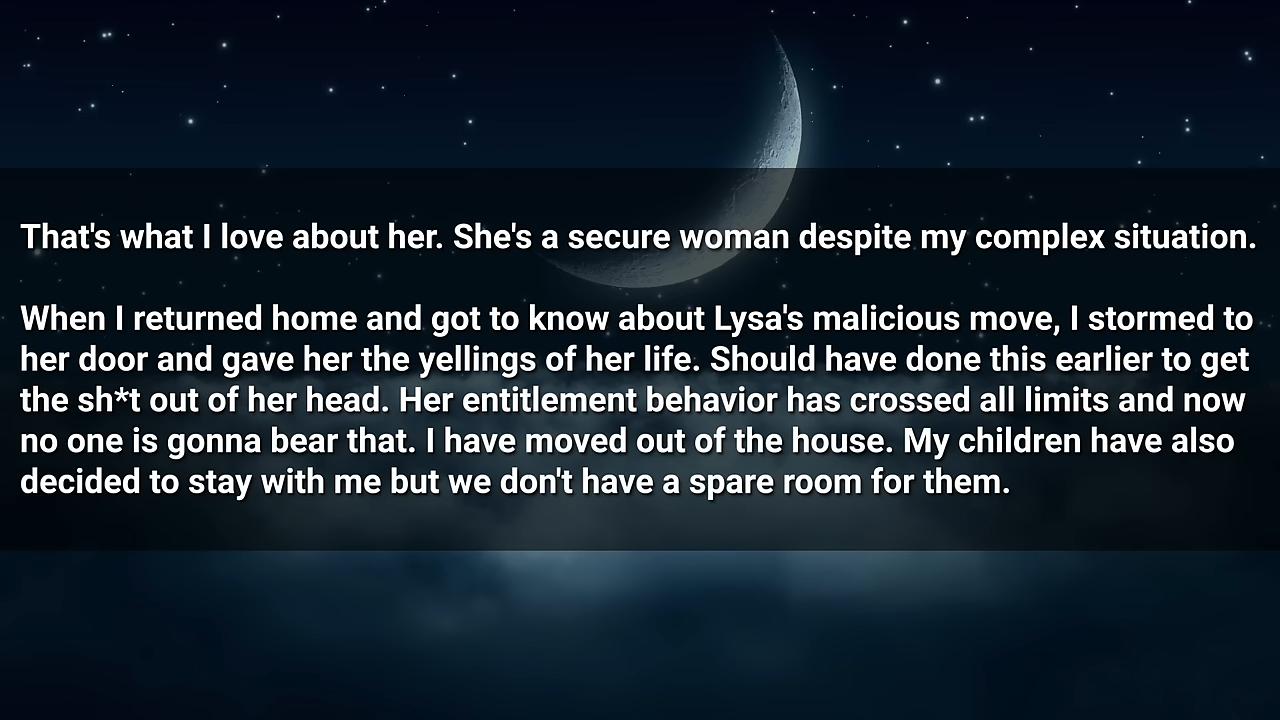 That's what I love about her. She's a secure woman despite my complex situation.
When I returned home and got to know about Lysa's malicious move, I stormed to
her door and gave her the yellings of her life. Should have done this earlier to get
the sh*t out of her head. Her entitlement behavior has crossed all limits and now
no one is gonna bear that. I have moved out of the house. My children have also
decided to stay with me but we don't have a spare room for them.